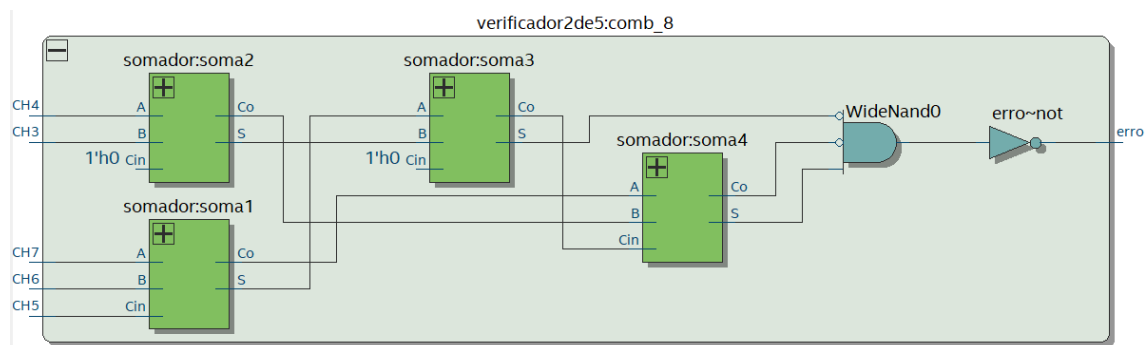 verificador2de5:comb_8
somador:soma2
CH4
A
Co
CH3
B
S
1'h0
Cin
somador:soma3
A
Co
B
S
1'h0
Cin
somador:soma4
A
Co
B
S
Cin
WideNand0
erro~not
erro
somador:soma1
CH7
A
Co
CH6
B
S
CH5
Cin